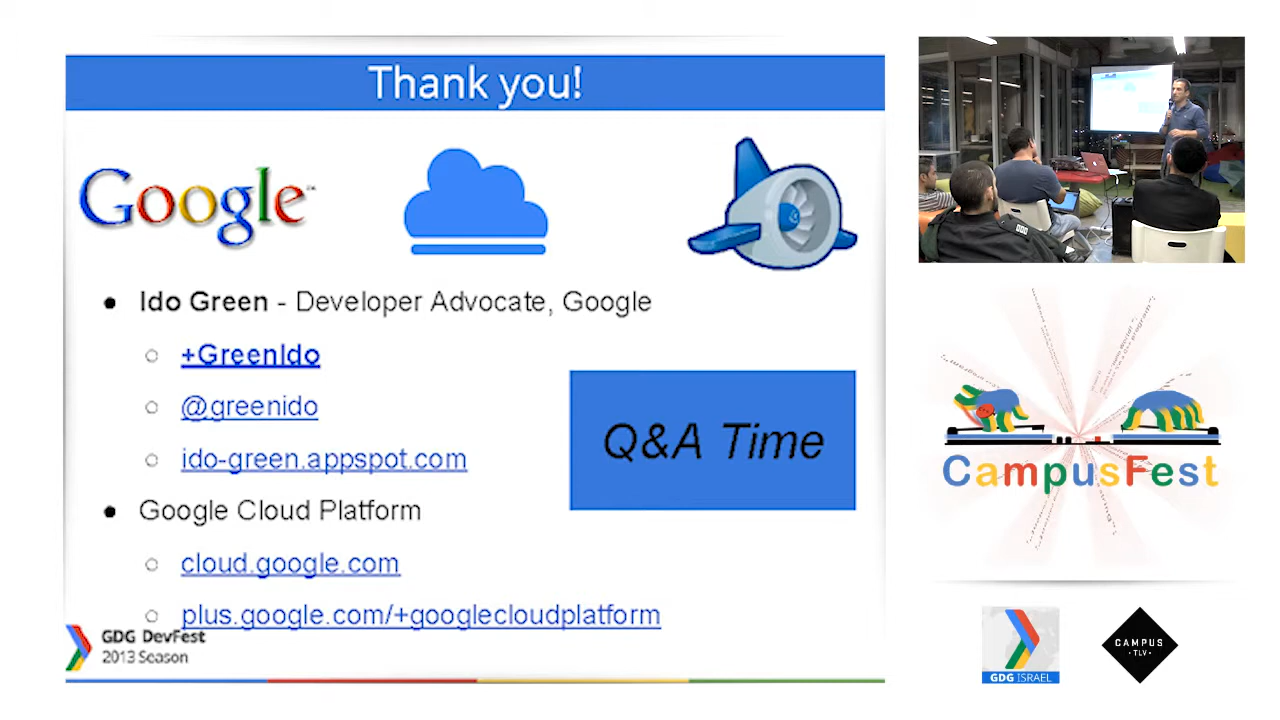 Thank you!
Google™
Ido Green - Developer Advocate, Google
+GreenIdo
@greenido
ido-green.appspot.com
Google Cloud Platform
cloud.google.com
plus.google.com/+googlecloudplatform
Q&A Time
GDG DevFest
2013 Season
CampusFest
GDG ISRAEL
CAMPUS
·TLV·